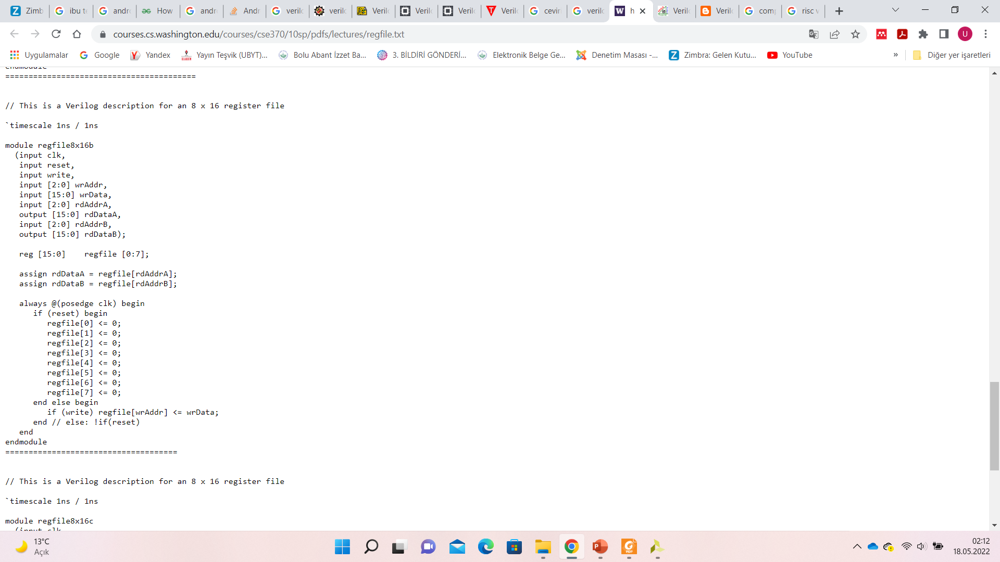 Zimb
ibu t
andr
How
andr
Andr
veril
veril
Veril
Veril
Veril
Veril
cevir
veril
h
Veril
Veril
com
risc v
courses.cs.washington.edu/courses/cse370/10sp/pdfs/lectures/regfile.txt
U
Uygulamalar
Google
Yandex
Yayın Teşvik (UBYT)...
Bolu Abant İzzet Ba...
3. BİLDİRİ GÖNDERİ...
Elektronik Belge Ge...
Denetim Masası -...
Zimbra: Gelen Kutu...
YouTube
»
Diğer yer işaretleri
endmodule
=========================================
// This is a Verilog description for an 8 x 16 register file
`timescale 1ns / 1ns
module regfile8x16b
(input clk,
input reset,
input write,
input [2:0] wrAddr,
input [15:0] wrData,
input [2:0] rdAddrA,
output [15:0] rdDataA,
input [2:0] rdAddrB,
output [15:0] rdDataB);
reg [15:0]    regfile [0:7];
assign rdDataA = regfile[rdAddrA];
assign rdDataB = regfile[rdAddrB];
always @(posedge clk) begin
if (reset) begin
regfile[0] <= 0;
regfile[1] <= 0;
regfile[2] <= 0;
regfile[3] <= 0;
regfile[4] <= 0;
regfile[5] <= 0;
regfile[6] <= 0;
regfile[7] <= 0;
end else begin
if (write) regfile[wrAddr] <= wrData;
end // else: !if(reset)
end
endmodule
=====================================
// This is a Verilog description for an 8 x 16 register file
`timescale 1ns / 1ns
module regfile8x16c
(input clk
13°C
Açık
02:12
18.05.2022